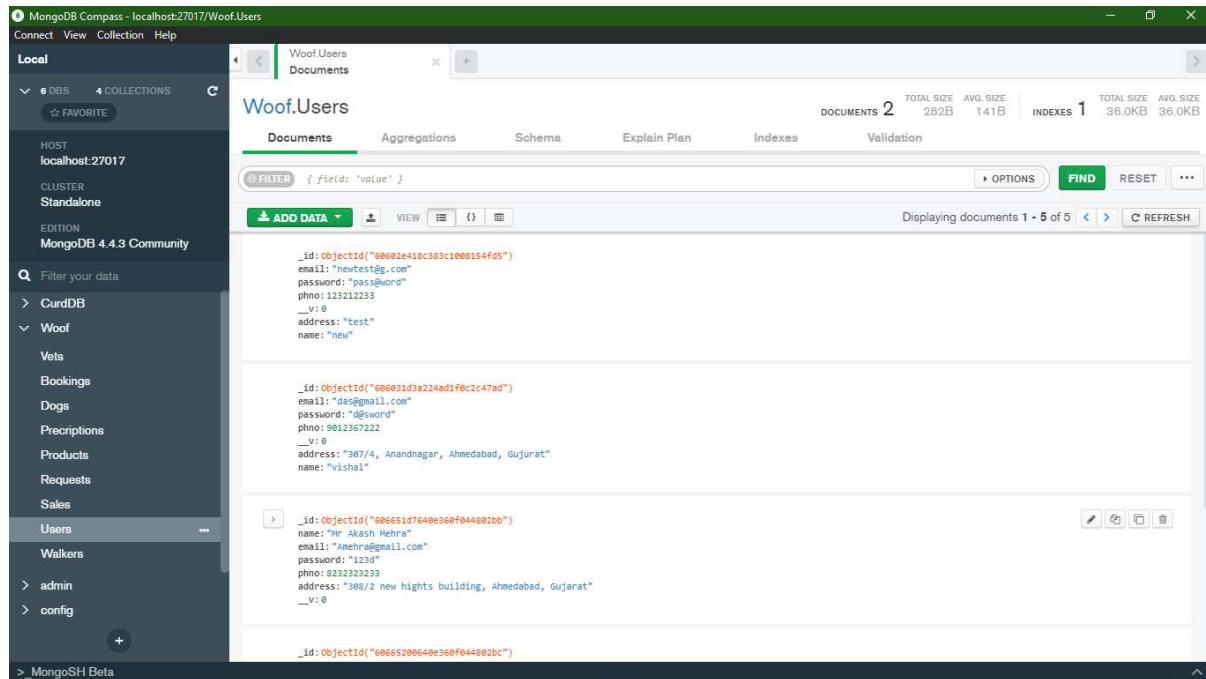 MongoDB Compass - localhost:27017/Woof.Users
Connect View Collection Help
Local
6 DBS 4 COLLECTIONS
☆ FAVORITE
HOST
localhost:27017
CLUSTER
Standalone
EDITION
MongoDB 4.4.3 Community
Filter your data
CurdDB
Woof
Vets
Bookings
Dogs
Precriptions
Products
Requests
Sales
Users
Walkers
admin
config
>_MongoSH Beta
Woof.Users
Documents
Woof.Users
DOCUMENTS 2 TOTAL SIZE 282B AVG. SIZE 141B INDEXES 1 TOTAL SIZE 36.0KB AVG. SIZE 36.0KB
Documents Aggregations Schema Explain Plan Indexes Validation
FILTER { field: 'value' } OPTIONS FIND RESET ...
ADD DATA VIEW {} Displaying documents 1 - 5 of 5 < > REFRESH
_id: ObjectId("60602e418c383c1008154fd5")
email: "newtest@g.com"
password: "pass@word"
phno: 123212233
__v: 0
address: "test"
name: "new"
_id: ObjectId("606031d3a224ad1f0c2c47ad")
email: "das@gmail.com"
password: "d@sword"
phno: 9012367222
__v: 0
address: "307/4, Anandnagar, Ahmedabad, Gujurat"
name: "vishal"
_id: ObjectId("606651d7640e360f044802bb")
name: "Mr Akash Mehra"
email: "Amehra@gmail.com"
password: "123d"
phno: 8232323233
address: "308/2 new hights building, Ahmedabad, Gujarat"
__v: 0
_id: ObjectId("60665200640e360f044802bc")